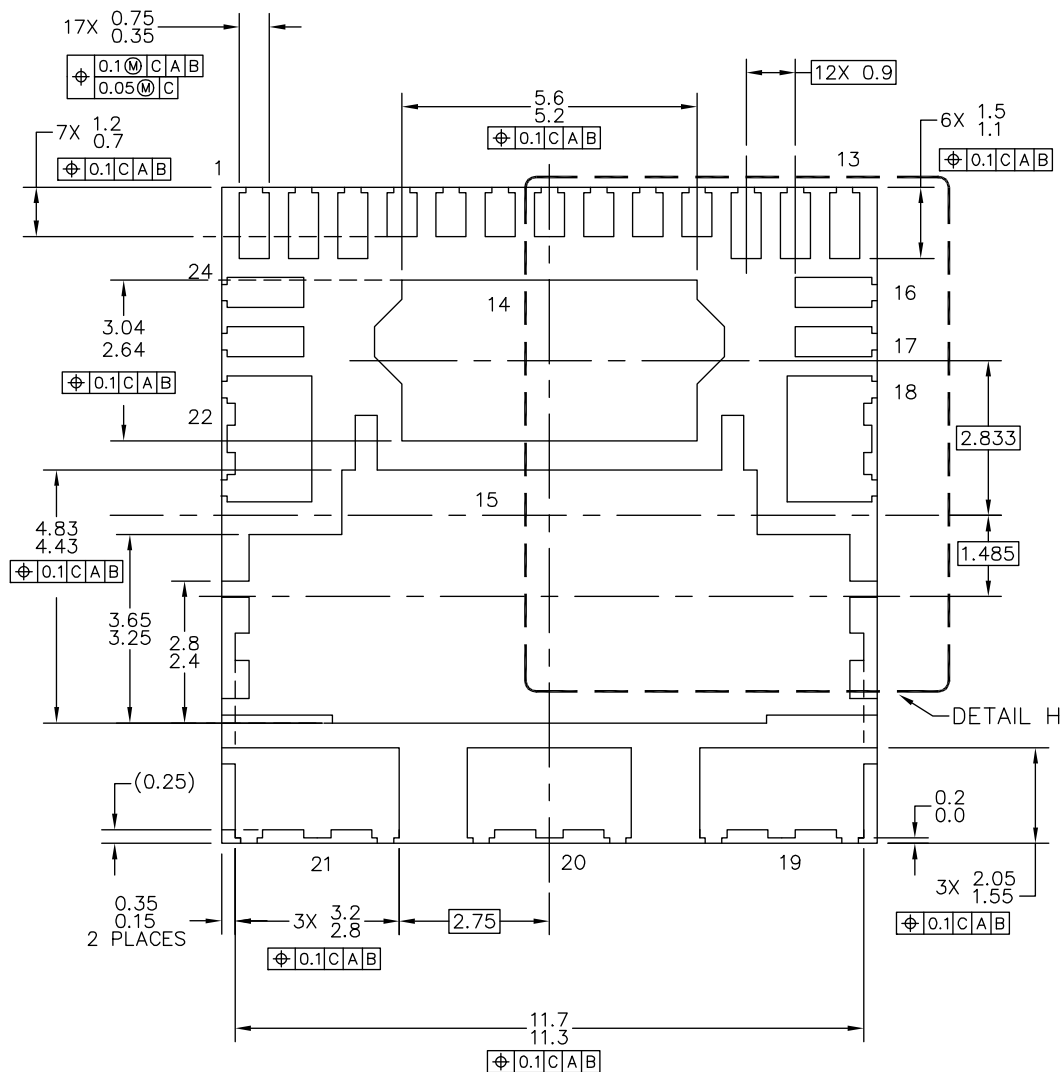 17X 0.75
0.35
⌖ 0.1Ⓜ C A B
0.05Ⓜ C
12X 0.9
7X 1.2
0.7
⌖ 0.1 C A B
5.6
5.2
⌖ 0.1 C A B
6X 1.5
1.1
⌖ 0.1 C A B
1
13
24
14
16
3.04
2.64
⌖ 0.1 C A B
17
22
18
2.833
15
4.83
4.43
⌖ 0.1 C A B
1.485
3.65
3.25
2.8
2.4
DETAIL H
(0.25)
0.2
0.0
21
20
19
0.35
0.15
2 PLACES
3X 3.2
2.8
⌖ 0.1 C A B
2.75
3X 2.05
1.55
⌖ 0.1 C A B
11.7
11.3
⌖ 0.1 C A B